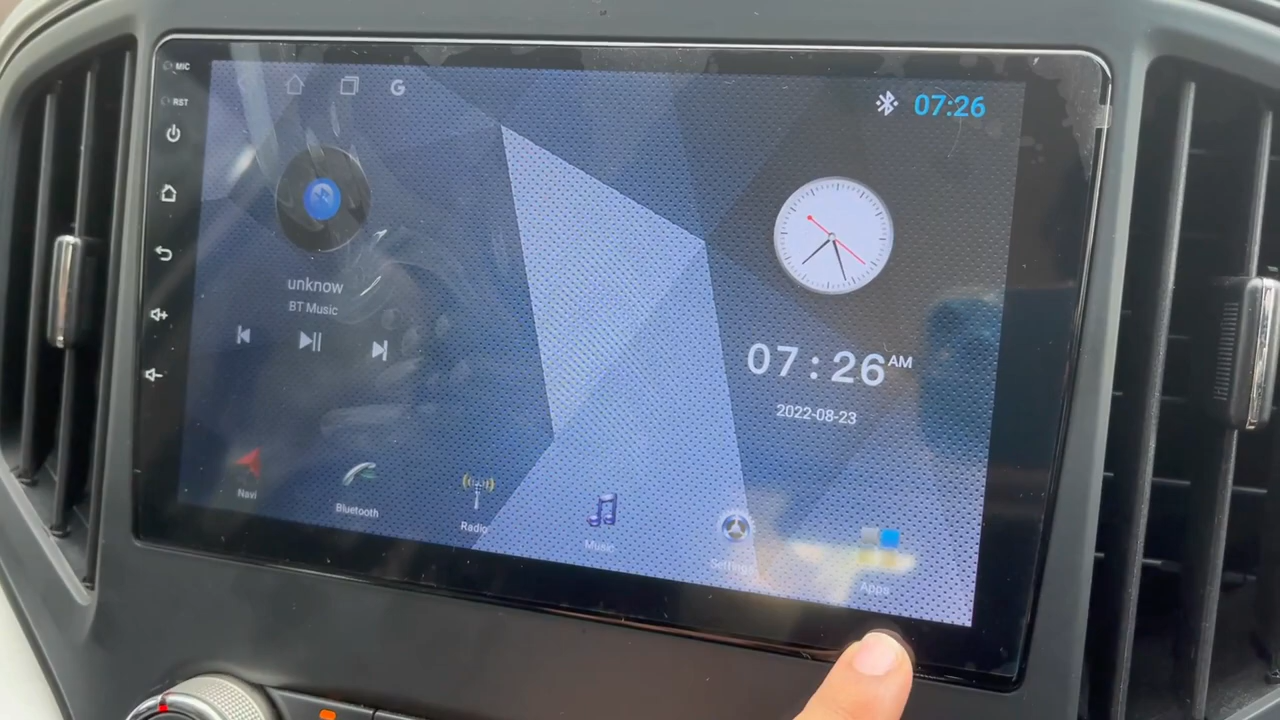 MIC
RST
G
07:26
unknow
BT Music
07:26 AM
2022-08-23
Navi
Bluetooth
Radio
Music
Settings
Apps